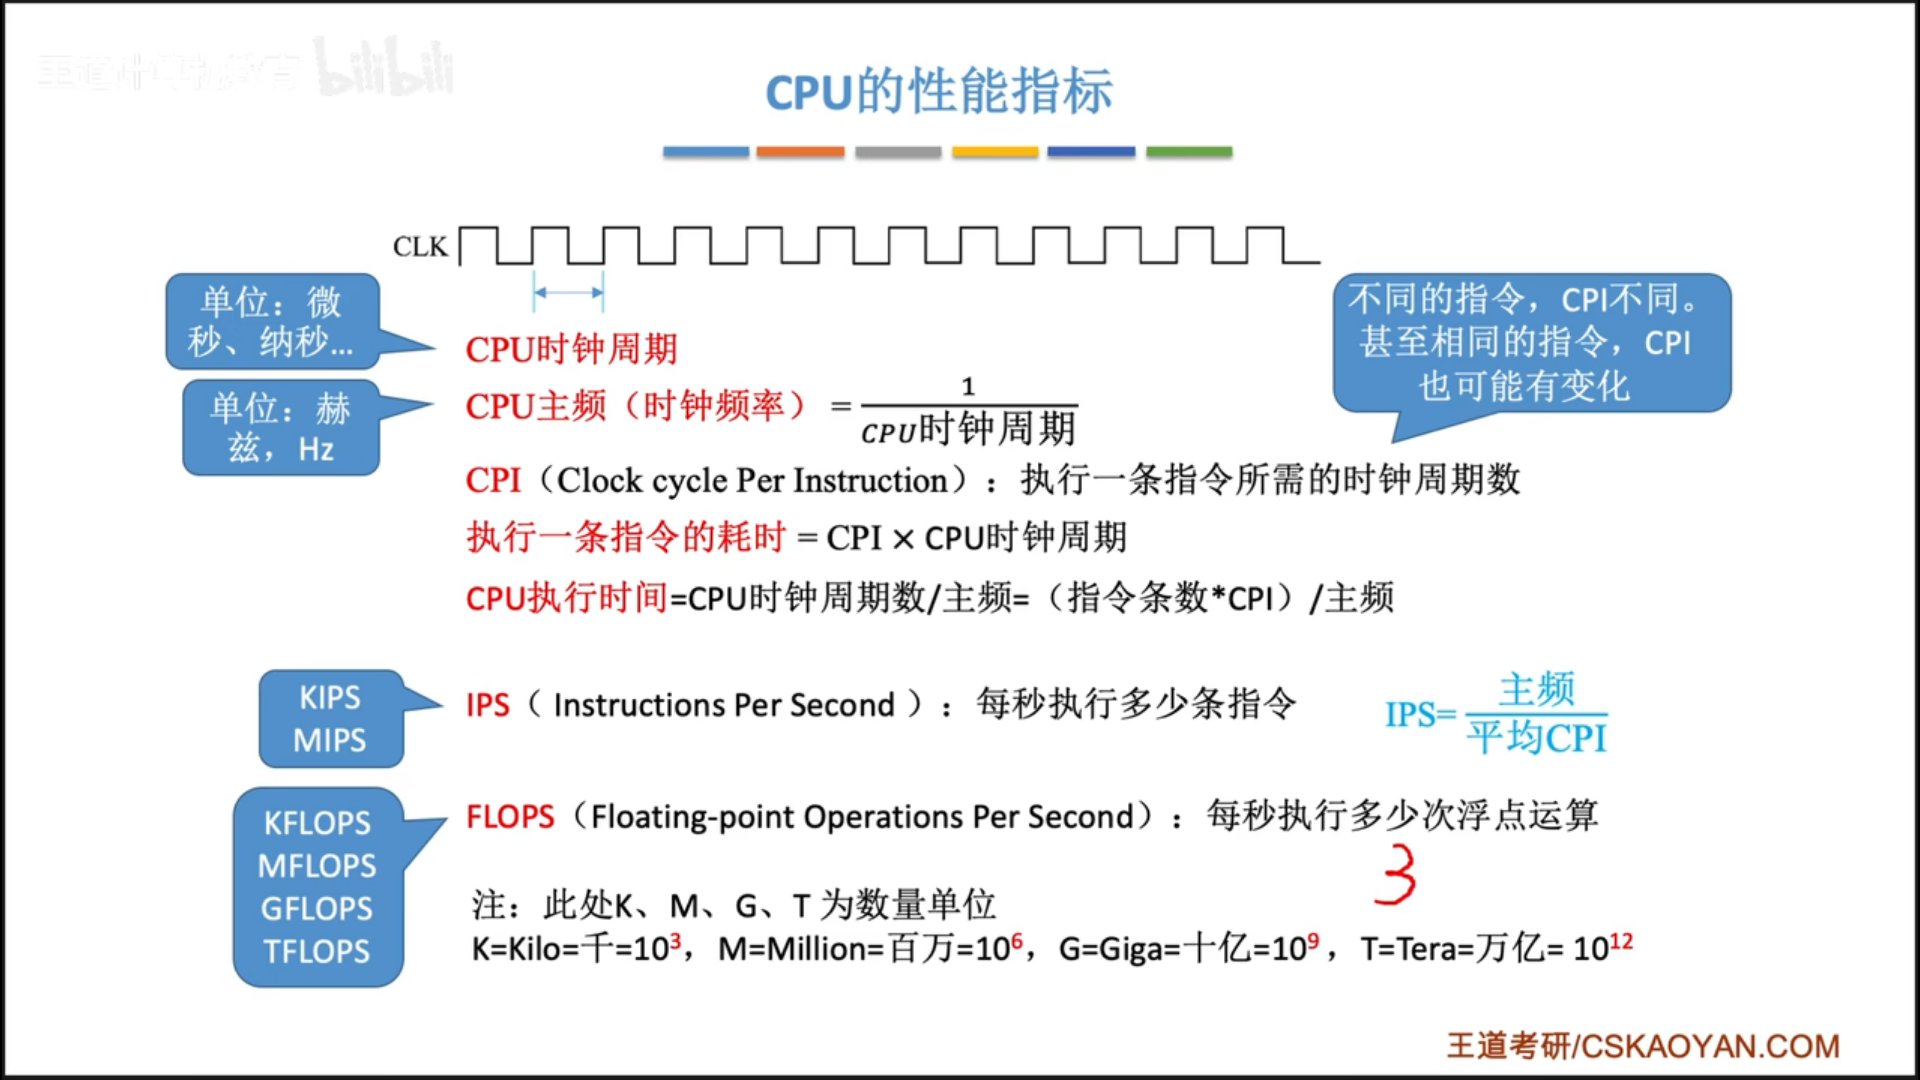 王道计算机教育 bilibili
CPU的性能指标
CLK
单位：微
秒、纳秒...
CPU时钟周期
单位：赫
兹，Hz
CPU主频（时钟频率）=1/CPU时钟周期
不同的指令，CPI不同。
甚至相同的指令，CPI
也可能有变化
CPI（Clock cycle Per Instruction）：执行一条指令所需的时钟周期数
执行一条指令的耗时 = CPI × CPU时钟周期
CPU执行时间=CPU时钟周期数/主频=（指令条数*CPI）/主频
KIPS
MIPS
IPS（ Instructions Per Second ）：每秒执行多少条指令
IPS=主频/平均CPI
KFLOPS
MFLOPS
GFLOPS
TFLOPS
FLOPS（Floating-point Operations Per Second）：每秒执行多少次浮点运算
3
注：此处K、M、G、T 为数量单位
K=Kilo=千=10³，M=Million=百万=10⁶，G=Giga=十亿=10⁹，T=Tera=万亿= 10¹²
王道考研/CSKAOYAN.COM